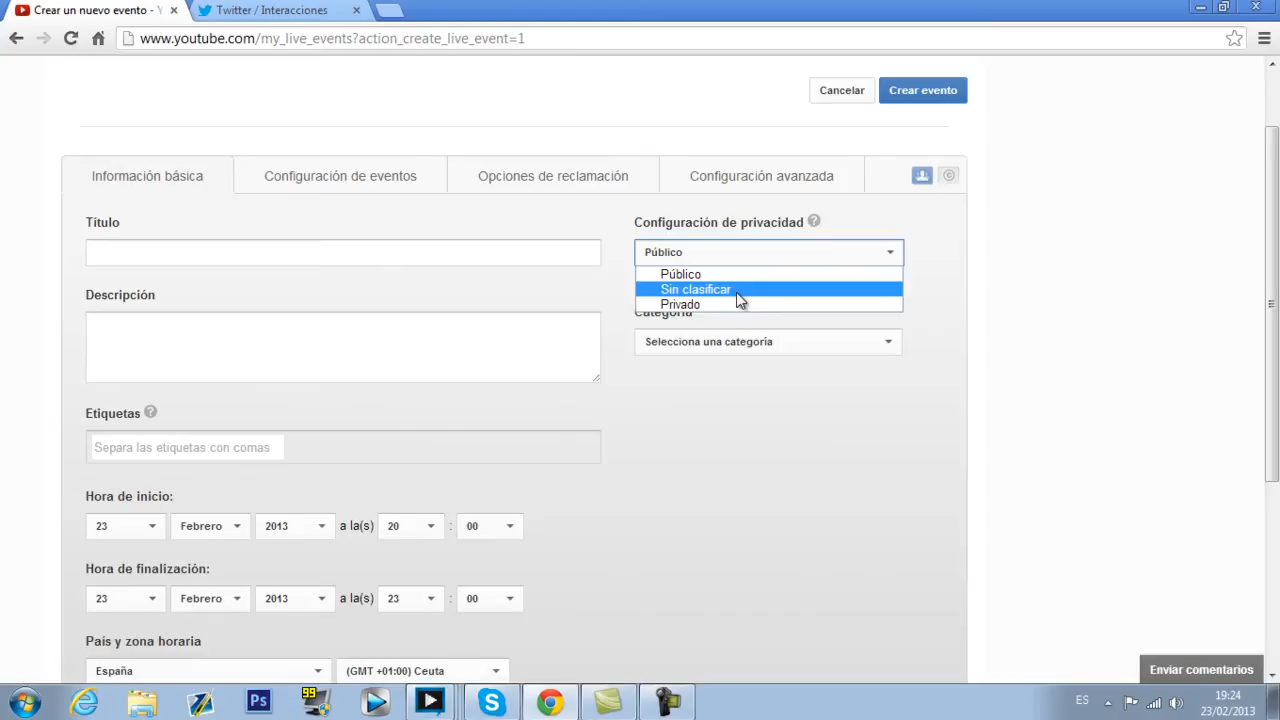 Crear un nuevo evento - Y
Twitter / Interacciones
www.youtube.com/my_live_events?action_create_live_event=1
Cancelar
Crear evento
Información básica
Configuración de eventos
Opciones de reclamación
Configuración avanzada
Título
Configuración de privacidad ?
Público
Público
Sin clasificar
Privado
Descripción
Categoría
Selecciona una categoría
Etiquetas ?
Separa las etiquetas con comas
Hora de inicio:
23 Febrero 2013 a la(s) 20 : 00
Hora de finalización:
23 Febrero 2013 a la(s) 23 : 00
País y zona horaria
España (GMT +01:00) Ceuta
Enviar comentarios
99
Ps
ES
19:24
23/02/2013